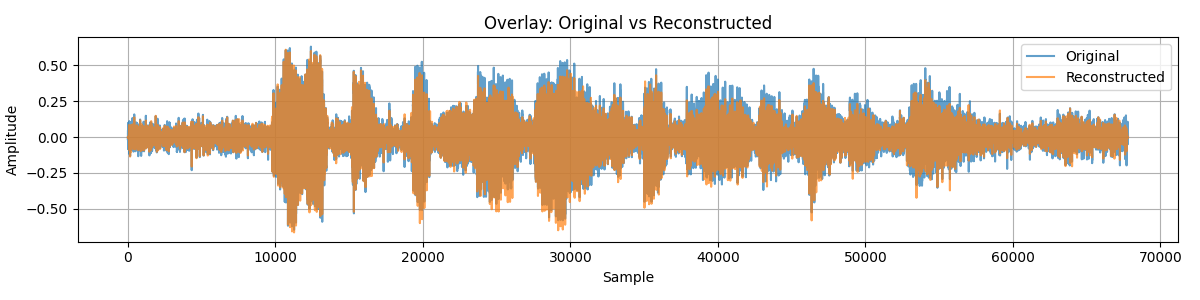 Overlay: Original vs Reconstructed
Original
Reconstructed
Amplitude
0.50
0.25
0.00
−0.25
−0.50
0 10000 20000 30000 40000 50000 60000 70000
Sample